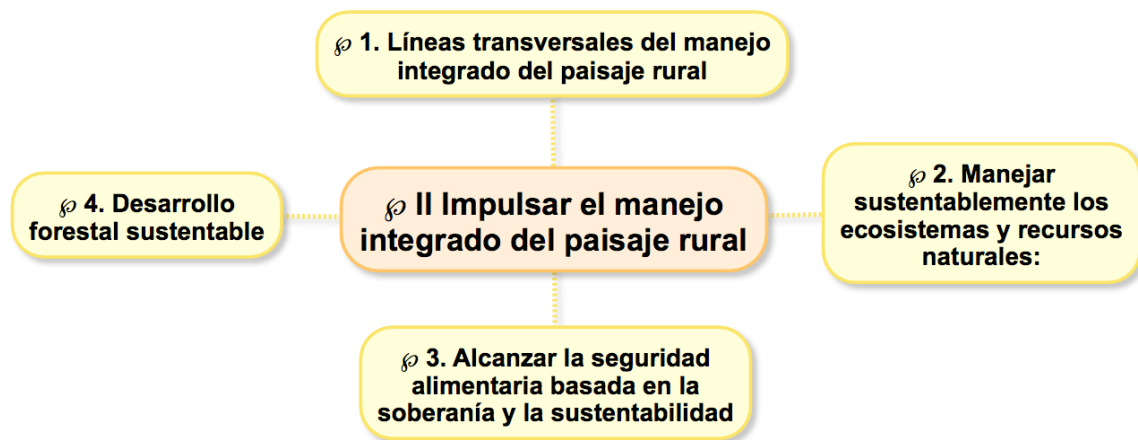 ℘ 1. Líneas transversales del manejo
integrado del paisaje rural
℘ 2. Manejar
sustentablemente los
ecosistemas y recursos
naturales:
℘ 4. Desarrollo
forestal sustentable
℘ II Impulsar el manejo
integrado del paisaje rural
℘ 3. Alcanzar la seguridad
alimentaria basada en la
soberanía y la sustentabilidad